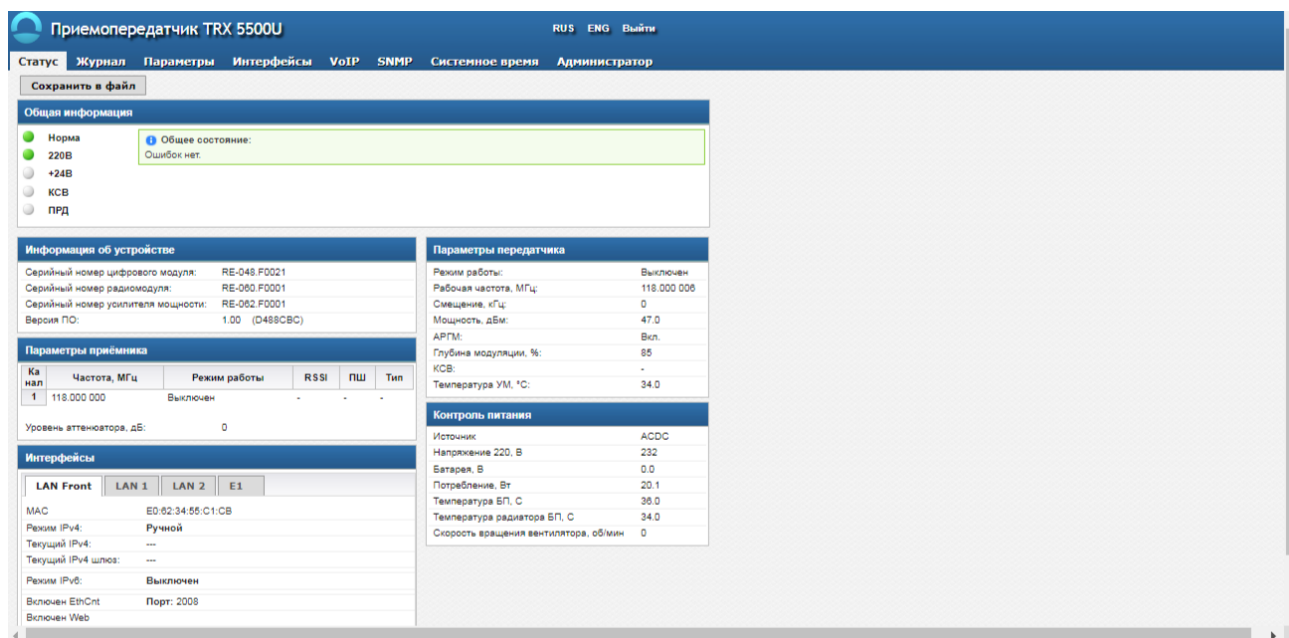 Приемопередатчик TRX 5500U
RUS ENG Выйти
Статус Журнал Параметры Интерфейсы VoIP SNMP Системное время Администратор
Сохранить в файл
Общая информация
Норма
220В
+24В
КСВ
ПРД
Общее состояние:
Ошибок нет.
Информация об устройстве
Серийный номер цифрового модуля: RE-048.F0021
Серийный номер радиомодуля: RE-060.F0001
Серийный номер усилителя мощности: RE-062.F0001
Версия ПО: 1.00 (D488CBC)
Параметры приёмника
Ка
нал Частота, МГц Режим работы RSSI ПШ Тип
1 118.000 000 Выключен - - -
Уровень аттенюатора, дБ: 0
Интерфейсы
LAN Front LAN 1 LAN 2 E1
MAC E0:62:34:55:C1:CB
Режим IPv4: Ручной
Текущий IPv4: ---
Текущий IPv4 шлюз: ---
Режим IPv6: Выключен
Включен EthCnt Порт: 2008
Включен Web
Параметры передатчика
Режим работы: Выключен
Рабочая частота, МГц: 118.000 006
Смещение, кГц: 0
Мощность, дБм: 47.0
АРГМ: Вкл.
Глубина модуляции, %: 85
КСВ: -
Температура УМ, °C: 34.0
Контроль питания
Источник ACDC
Напряжение 220, В 232
Батарея, В 0.0
Потребление, Вт 20.1
Температура БП, С 36.0
Температура радиатора БП, С 34.0
Скорость вращения вентилятора, об/мин 0